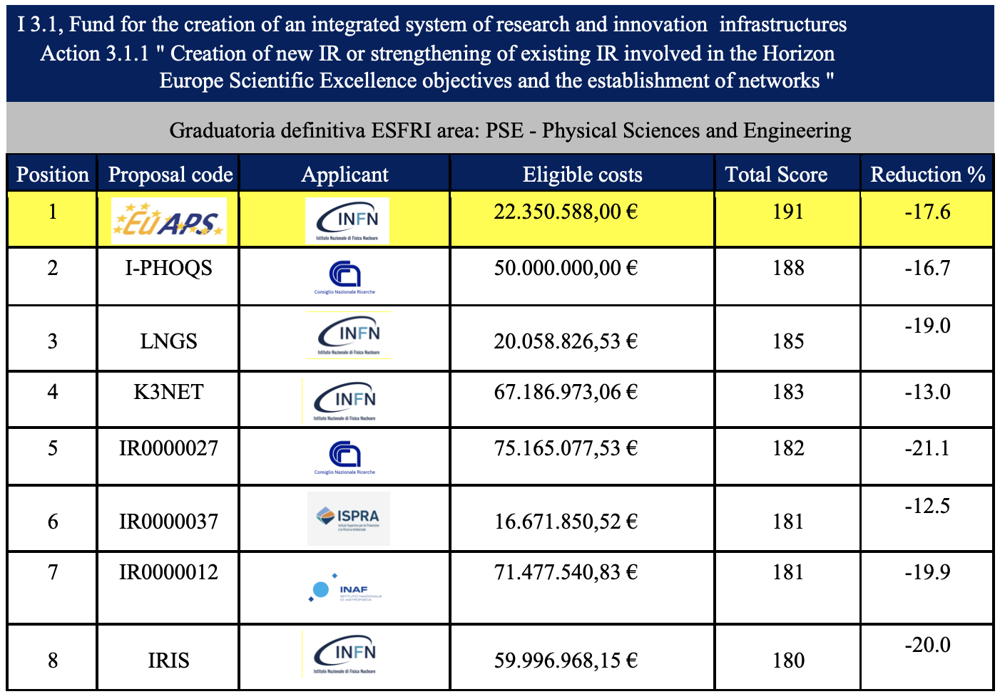 I 3.1, Fund for the creation of an integrated system of research and innovation infrastructures
Action 3.1.1 " Creation of new IR or strengthening of existing IR involved in the Horizon
Europe Scientific Excellence objectives and the establishment of networks "
Graduatoria definitiva ESFRI area: PSE - Physical Sciences and Engineering
Position Proposal code Applicant Eligible costs Total Score Reduction %
1 EuAPS INFN Istituto Nazionale di Fisica Nucleare 22.350.588,00 € 191 -17.6
2 I-PHOQS Consiglio Nazionale Ricerche 50.000.000,00 € 188 -16.7
3 LNGS INFN Istituto Nazionale di Fisica Nucleare 20.058.826,53 € 185 -19.0
4 K3NET INFN Istituto Nazionale di Fisica Nucleare 67.186.973,06 € 183 -13.0
5 IR0000027 Consiglio Nazionale Ricerche 75.165.077,53 € 182 -21.1
6 IR0000037 ISPRA Istituto Superiore per la Protezione e la Ricerca Ambientale 16.671.850,52 € 181 -12.5
7 IR0000012 INAF ISTITUTO NAZIONALE DI ASTROFISICA 71.477.540,83 € 181 -19.9
8 IRIS INFN Istituto Nazionale di Fisica Nucleare 59.996.968,15 € 180 -20.0